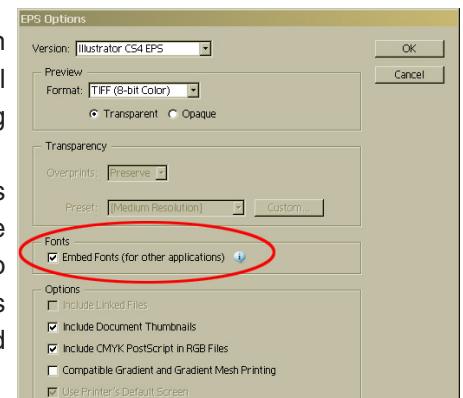 EPS Options
Version: Illustrator CS4 EPS
OK
Cancel
Preview
Format: TIFF (8-bit Color)
Transparent Opaque
Transparency
Overprints: Preserve
Preset: [Medium Resolution] Custom...
Fonts
Embed Fonts (for other applications)
Options
Include Linked Files
Include Document Thumbnails
Include CMYK PostScript in RGB Files
Compatible Gradient and Gradient Mesh Printing
Use Printer's Default Screen